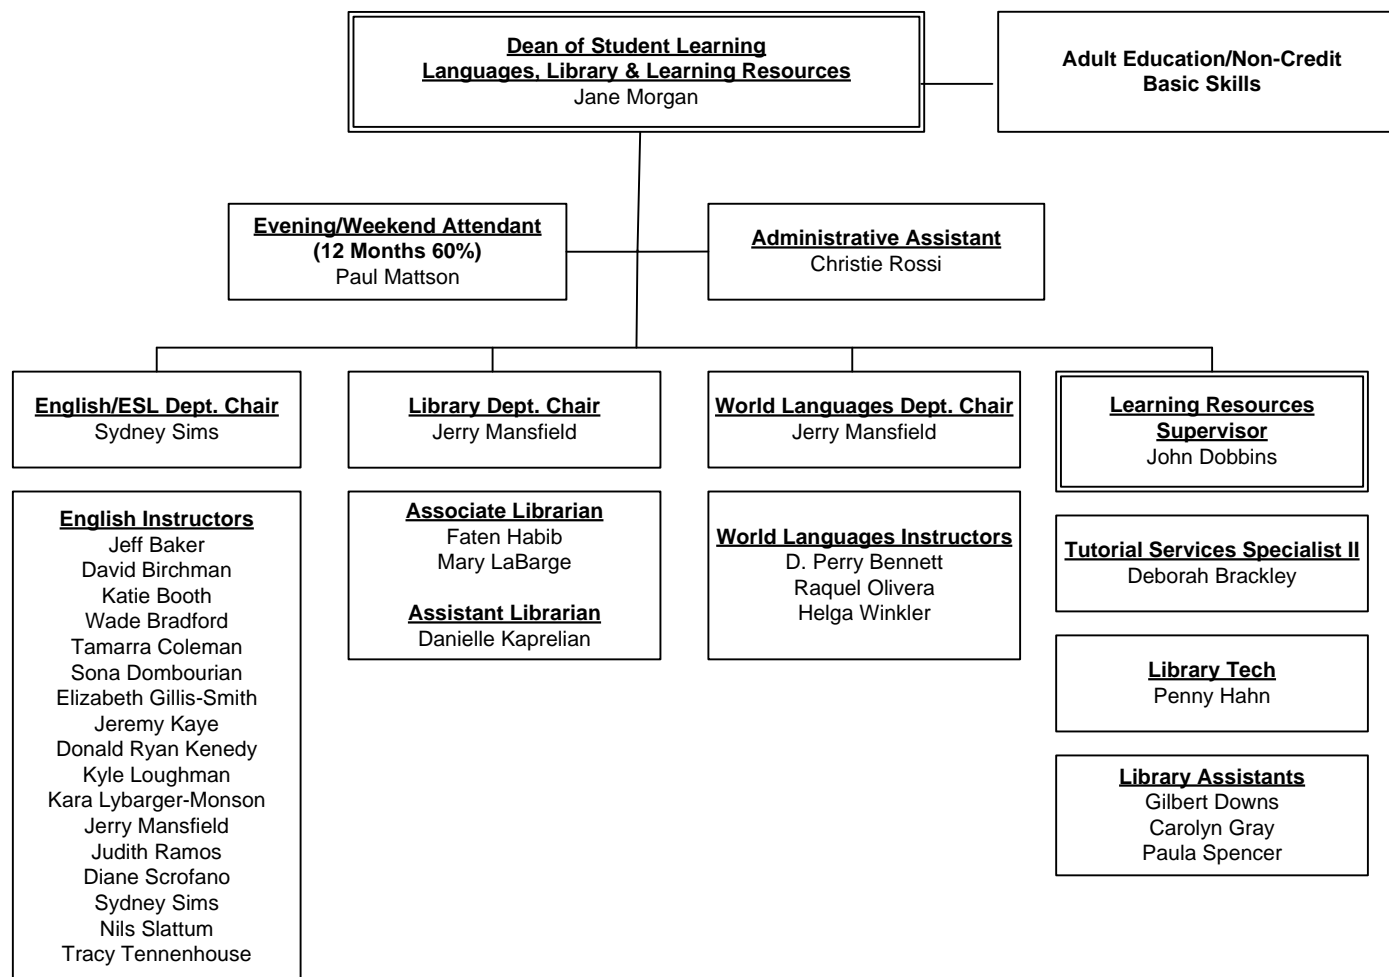 Dean of Student Learning
Languages, Library & Learning Resources
Jane Morgan
Adult Education/Non-Credit
Basic Skills
Evening/Weekend Attendant
(12 Months 60%)
Paul Mattson
Administrative Assistant
Christie Rossi
English/ESL Dept. Chair
Sydney Sims
Library Dept. Chair
Jerry Mansfield
World Languages Dept. Chair
Jerry Mansfield
Learning Resources
Supervisor
John Dobbins
English Instructors
Jeff Baker
David Birchman
Katie Booth
Wade Bradford
Tamarra Coleman
Sona Dombourian
Elizabeth Gillis-Smith
Jeremy Kaye
Donald Ryan Kenedy
Kyle Loughman
Kara Lybarger-Monson
Jerry Mansfield
Judith Ramos
Diane Scrofano
Sydney Sims
Nils Slattum
Tracy Tennenhouse
Associate Librarian
Faten Habib
Mary LaBarge
Assistant Librarian
Danielle Kaprelian
World Languages Instructors
D. Perry Bennett
Raquel Olivera
Helga Winkler
Tutorial Services Specialist II
Deborah Brackley
Library Tech
Penny Hahn
Library Assistants
Gilbert Downs
Carolyn Gray
Paula Spencer